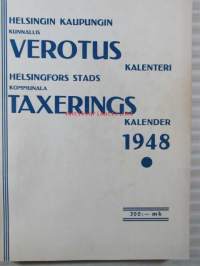 HELSINGIN KAUPUNGIN
KUNNALLIS
VEROTUS
KALENTERI
HELSINGFORS STADS
KOMMUNALA
TAXERINGS
KALENDER
1948
200:— mk